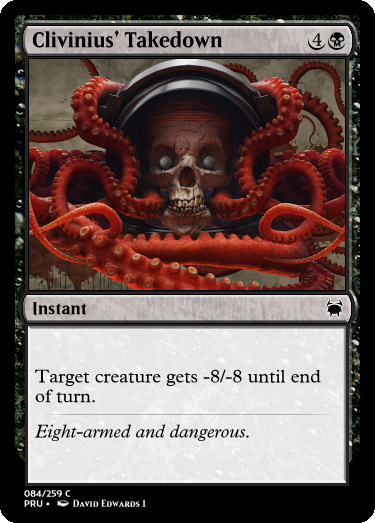 Clivinius' Takedown 4
Instant
Target creature gets -8/-8 until end
of turn.
Eight-armed and dangerous.
084/259 C
PRU • David Edwards 1